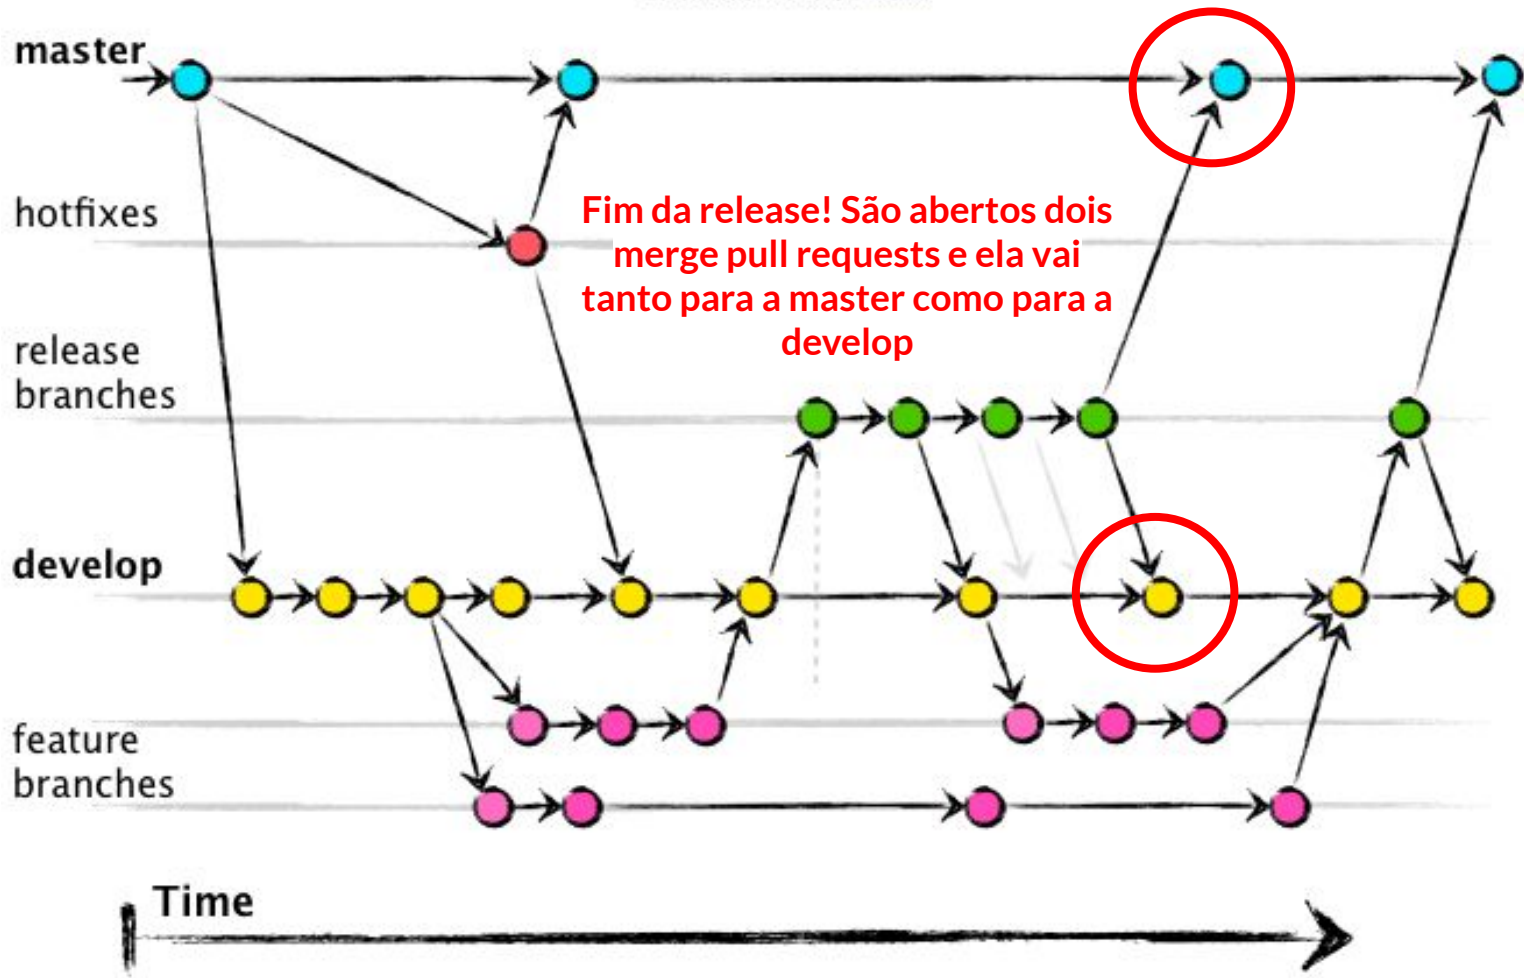 master
hotfixes
Fim da release! São abertos dois
merge pull requests e ela vai
tanto para a master como para a
develop
release
branches
develop
feature
branches
Time